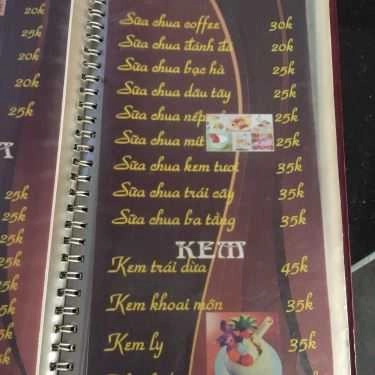 20k
25k
20k
20k
25k
25k
25k
25k
25k
25k
25k
Sữa chua coffee 30k
Sữa chua đánh đá 20k
Sữa chua bạc hà 25k
Sữa chua dâu tây 25k
Sữa chua nếp 25k
Sữa chua mít 25k
Sữa chua kem tươi 35k
Sữa chua trái cây 35k
Sữa chua ba tầng 35k
KEM
Kem trái dừa 45k
Kem khoai môn 35k
Kem ly 35k